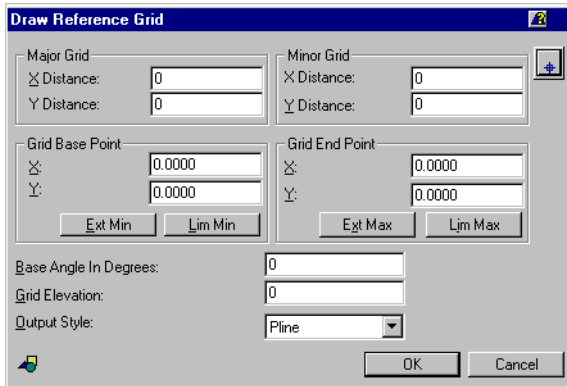 Draw Reference Grid
Major Grid
X Distance: 0
Y Distance: 0
Minor Grid
X Distance: 0
Y Distance: 0
Grid Base Point
X: 0.0000
Y: 0.0000
Ext Min Lim Min
Grid End Point
X: 0.0000
Y: 0.0000
Ext Max Lim Max
Base Angle In Degrees: 0
Grid Elevation: 0
Output Style: Pline
OK Cancel